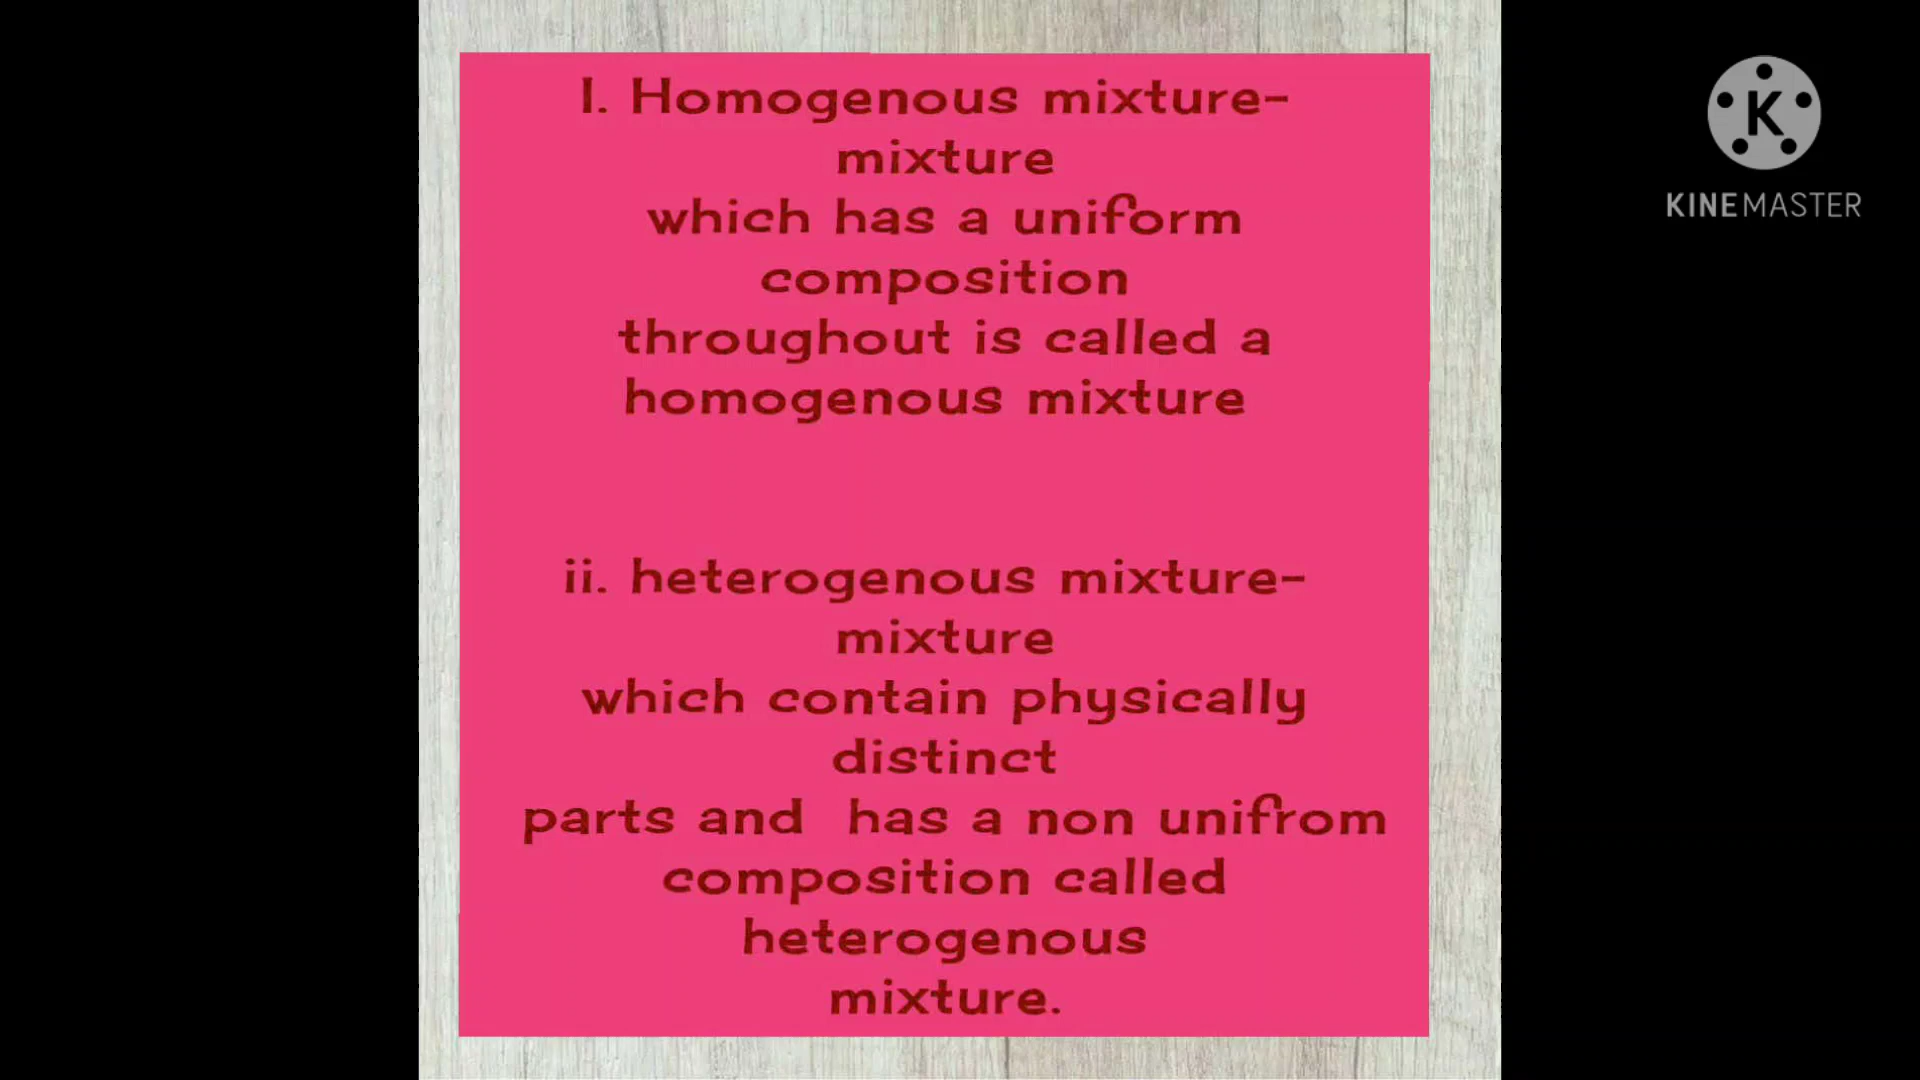 I. Homogenous mixture-
mixture
which has a uniform
composition
throughout is called a
homogenous mixture
ii. heterogenous mixture-
mixture
which contain physically
distinct
parts and has a non unifrom
composition called
heterogenous
mixture.
K
KINEMASTER